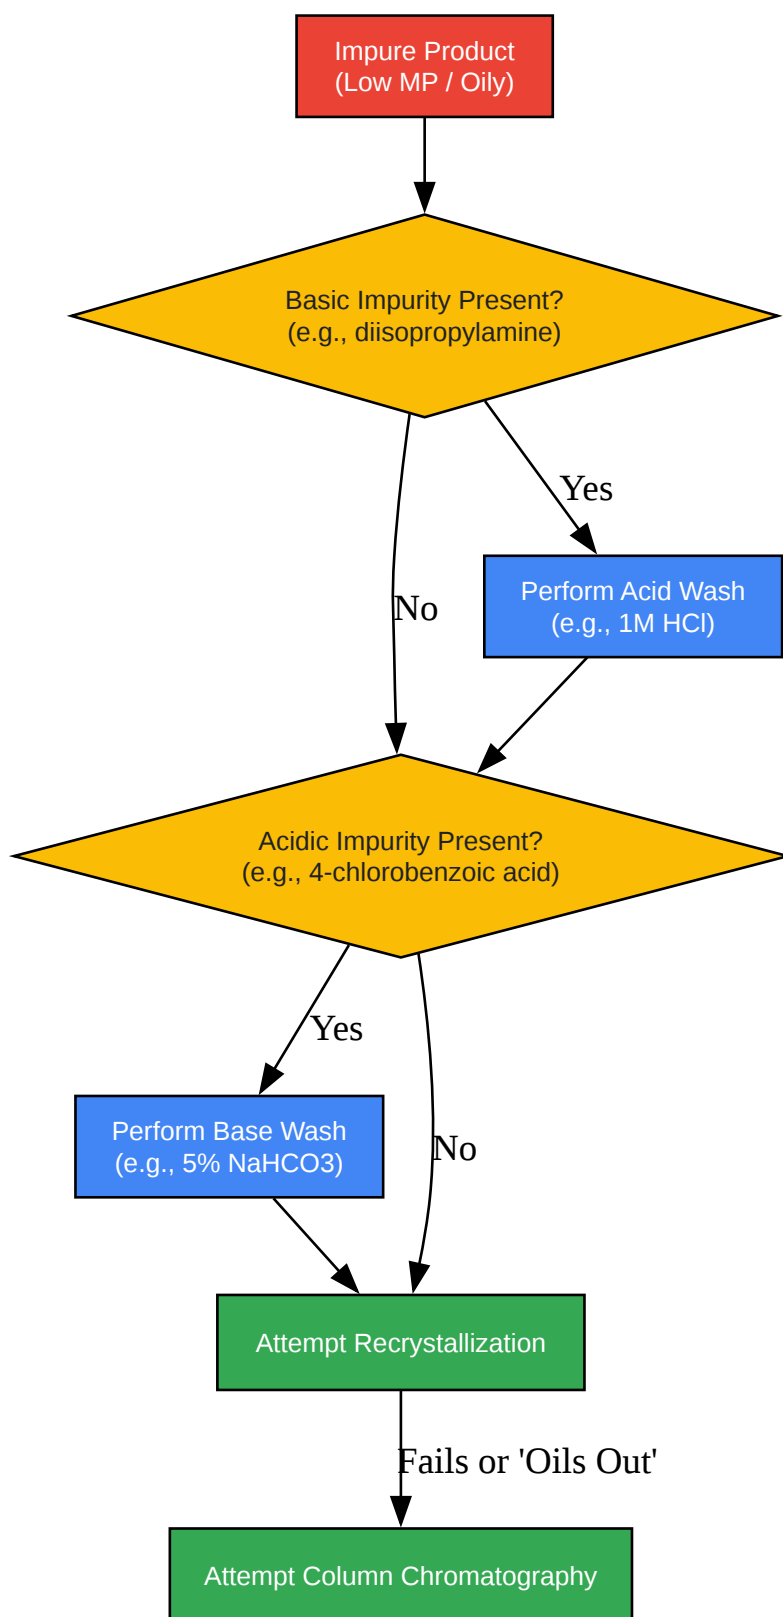 Impure Product
(Low MP / Oily)
Basic Impurity Present?
(e.g., diisopropylamine)
Yes
Perform Acid Wash
(e.g., 1M HCl)
No
Acidic Impurity Present?
(e.g., 4-chlorobenzoic acid)
Yes
Perform Base Wash
(e.g., 5% NaHCO3)
No
Attempt Recrystallization
Fails or 'Oils Out'
Attempt Column Chromatography